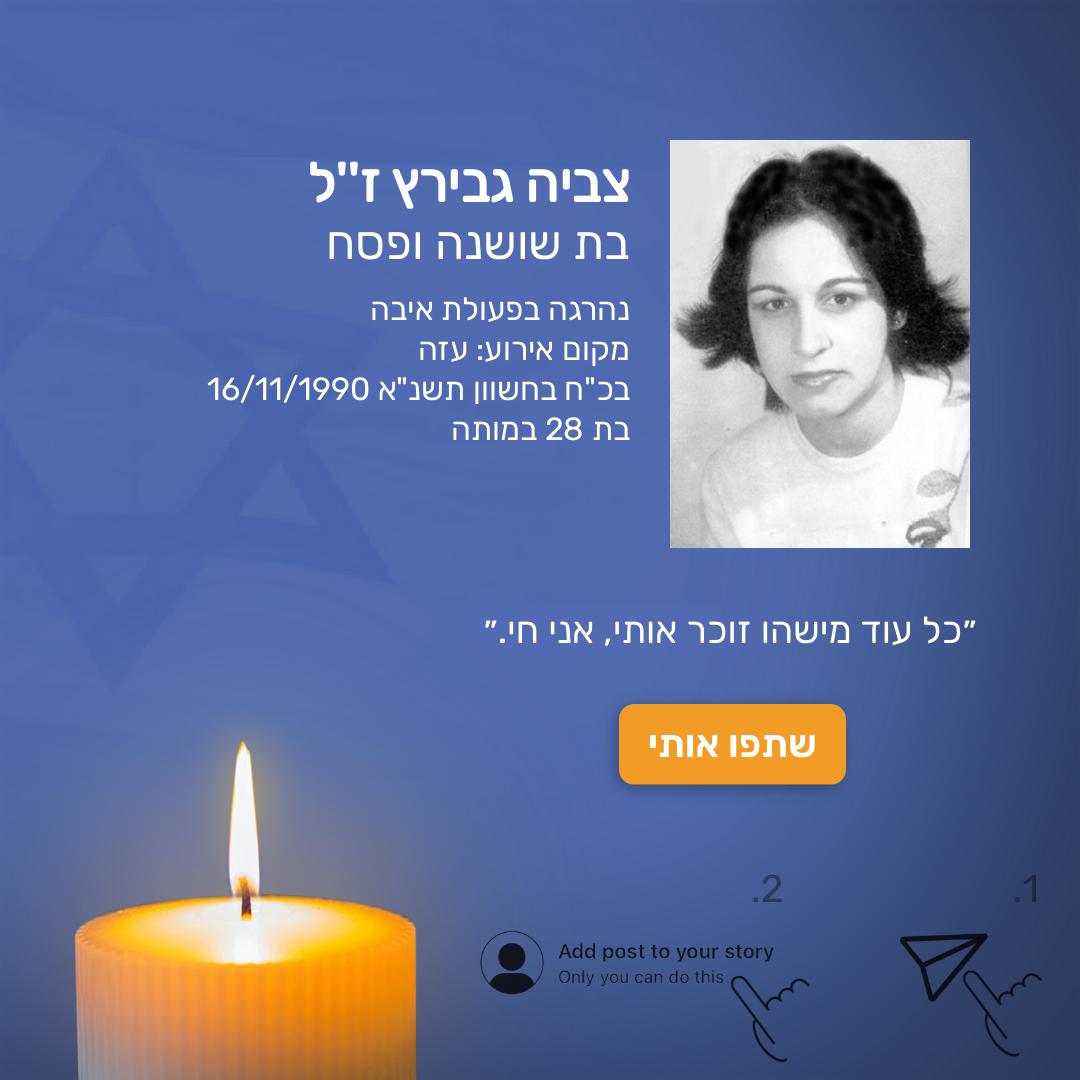 צביה גבירץ ז"ל
בת שושנה ופסח
נהרגה בפעולת איבה
מקום אירוע: עזה
בכ"ח בחשוון תשנ"א 16/11/1990
בת 28 במותה
"כל עוד מישהו זוכר אותי, אני חי."
שתפו אותי
1.
2.
Add post to your story
Only you can do this